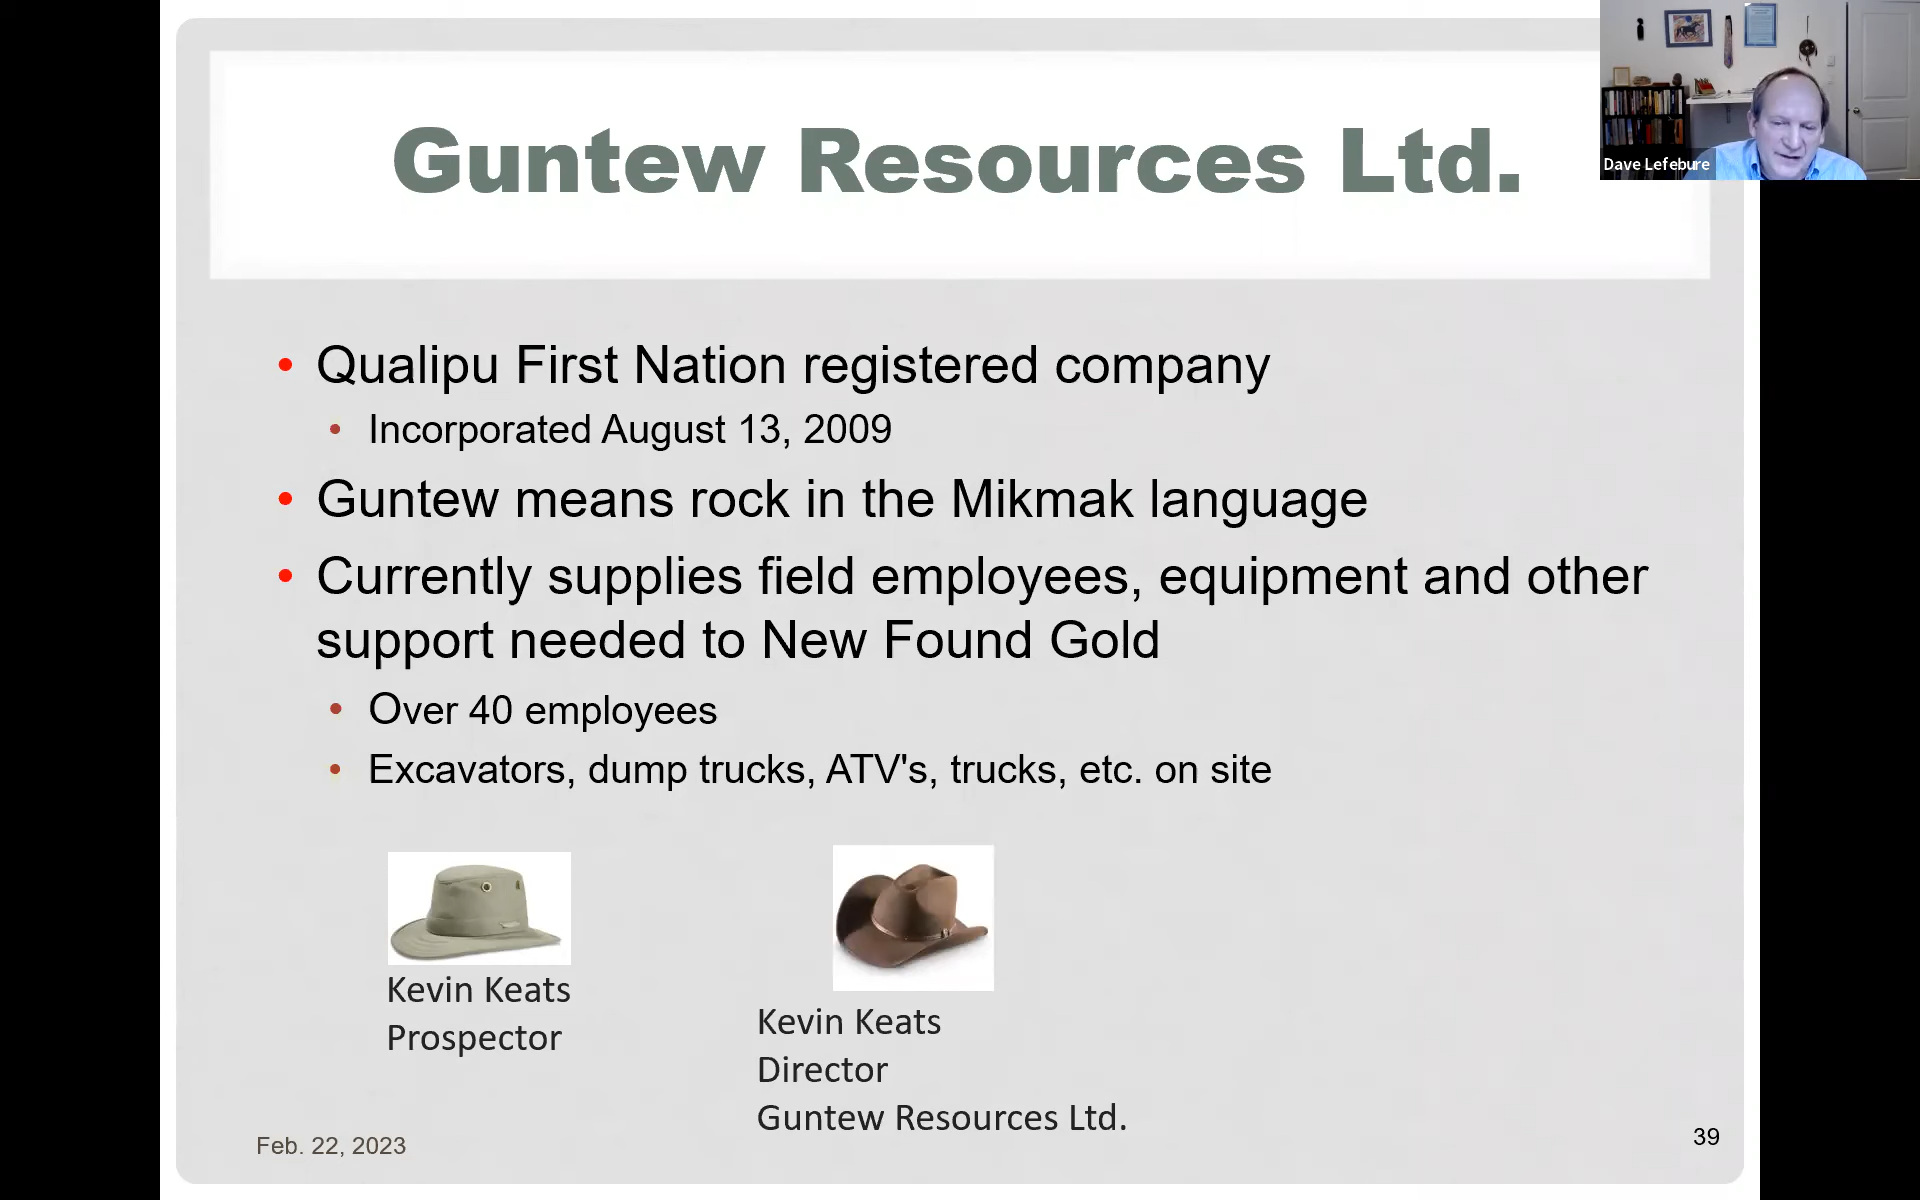 Guntew Resources Ltd.
Dave Lefebure
• Qualipu First Nation registered company
• Incorporated August 13, 2009
• Guntew means rock in the Mikmak language
• Currently supplies field employees, equipment and other
support needed to New Found Gold
• Over 40 employees
• Excavators, dump trucks, ATV's, trucks, etc. on site
Kevin Keats
Prospector
Kevin Keats
Director
Guntew Resources Ltd.
Feb. 22, 2023
39